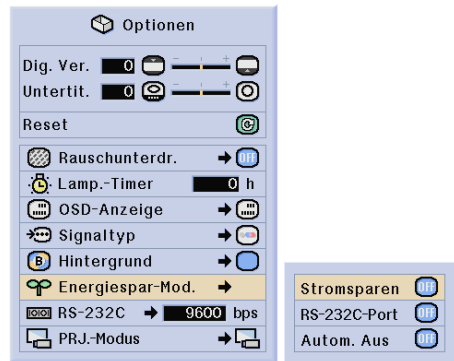 Optionen
Dig. Ver. 0 - +
Untertit. 0 - +
Reset
Rauschunterdr. OFF
Lamp.-Timer 0 h
OSD-Anzeige
Signaltyp
B Hintergrund
Energiespar-Mod.
RS-232C 9600 bps
PRJ.-Modus
Stromsparen OFF
RS-232C-Port OFF
Autom. Aus OFF